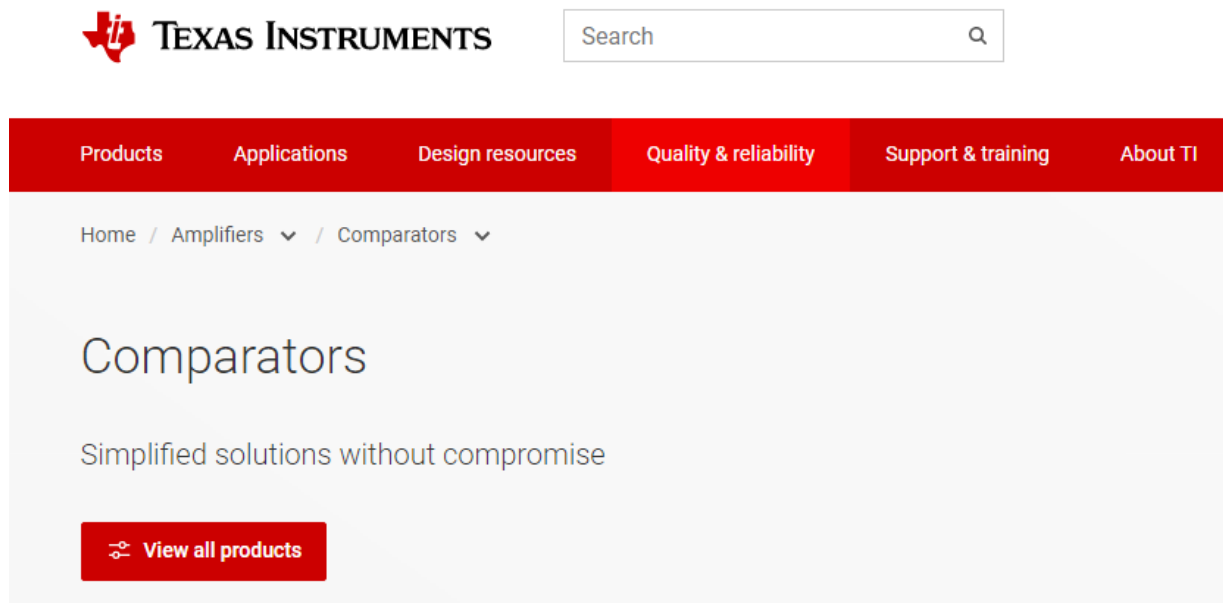 TEXAS INSTRUMENTS Search
Products Applications Design resources Quality & reliability Support & training About TI
Home / Amplifiers / Comparators
Comparators
Simplified solutions without compromise
View all products